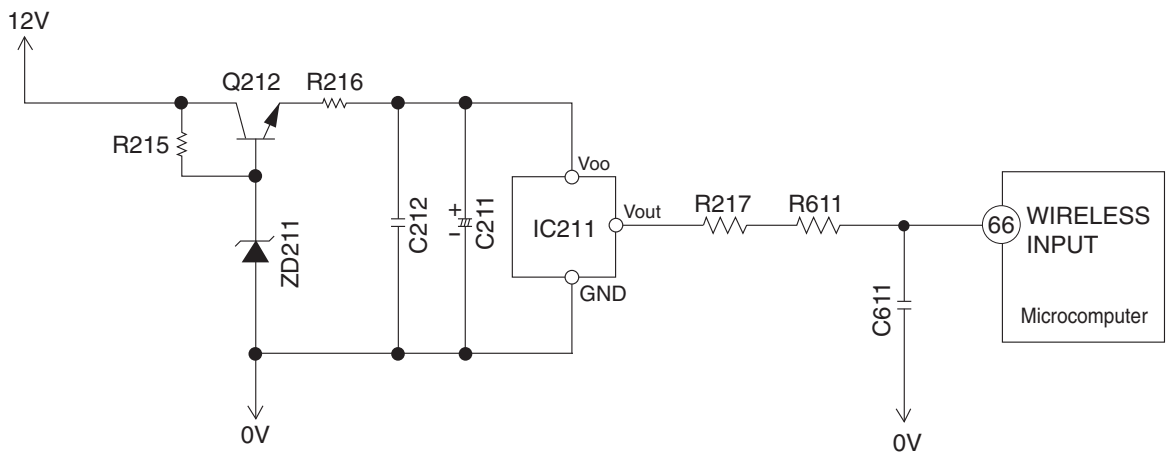 12V
Q212
R216
R215
ZD211
C212
+
-
C211
Voo
IC211
Vout
GND
R217
R611
C611
66
WIRELESS
INPUT
Microcomputer
0V
0V